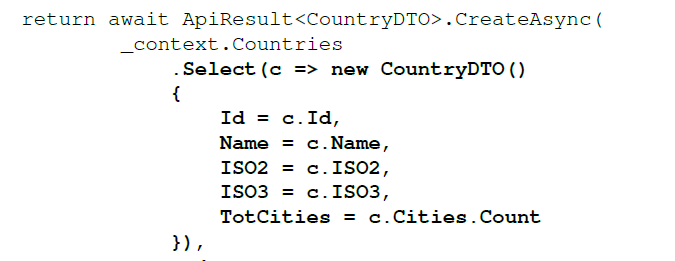 return await ApiResult<CountryDTO>.CreateAsync(
_context.Countries
.Select(c => new CountryDTO()
{
Id = c.Id,
Name = c.Name,
ISO2 = c.ISO2,
ISO3 = c.ISO3,
TotCities = c.Cities.Count
}),